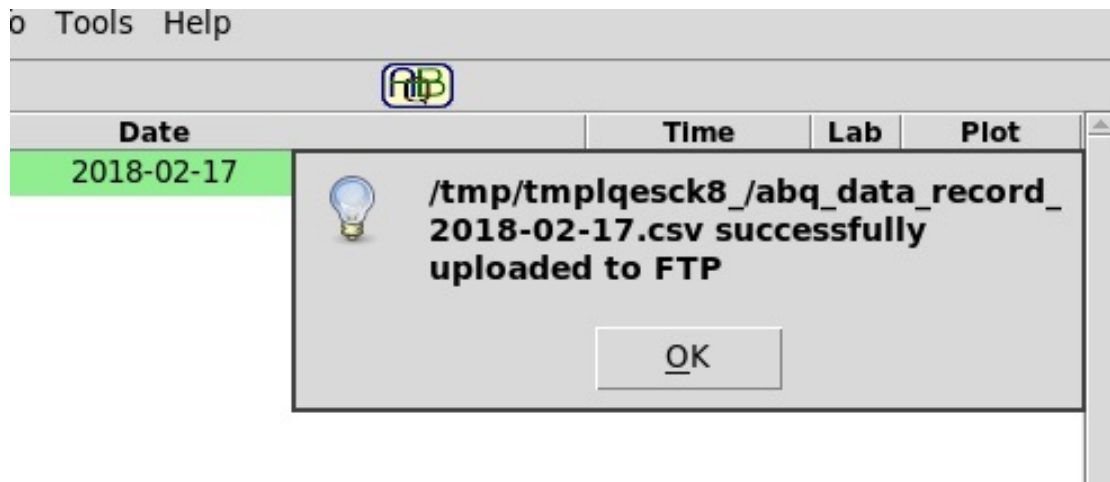 o Tools Help
AQB
Date Time Lab Plot
2018-02-17
/tmp/tmplqesck8_/abq_data_record_
2018-02-17.csv successfully
uploaded to FTP
OK